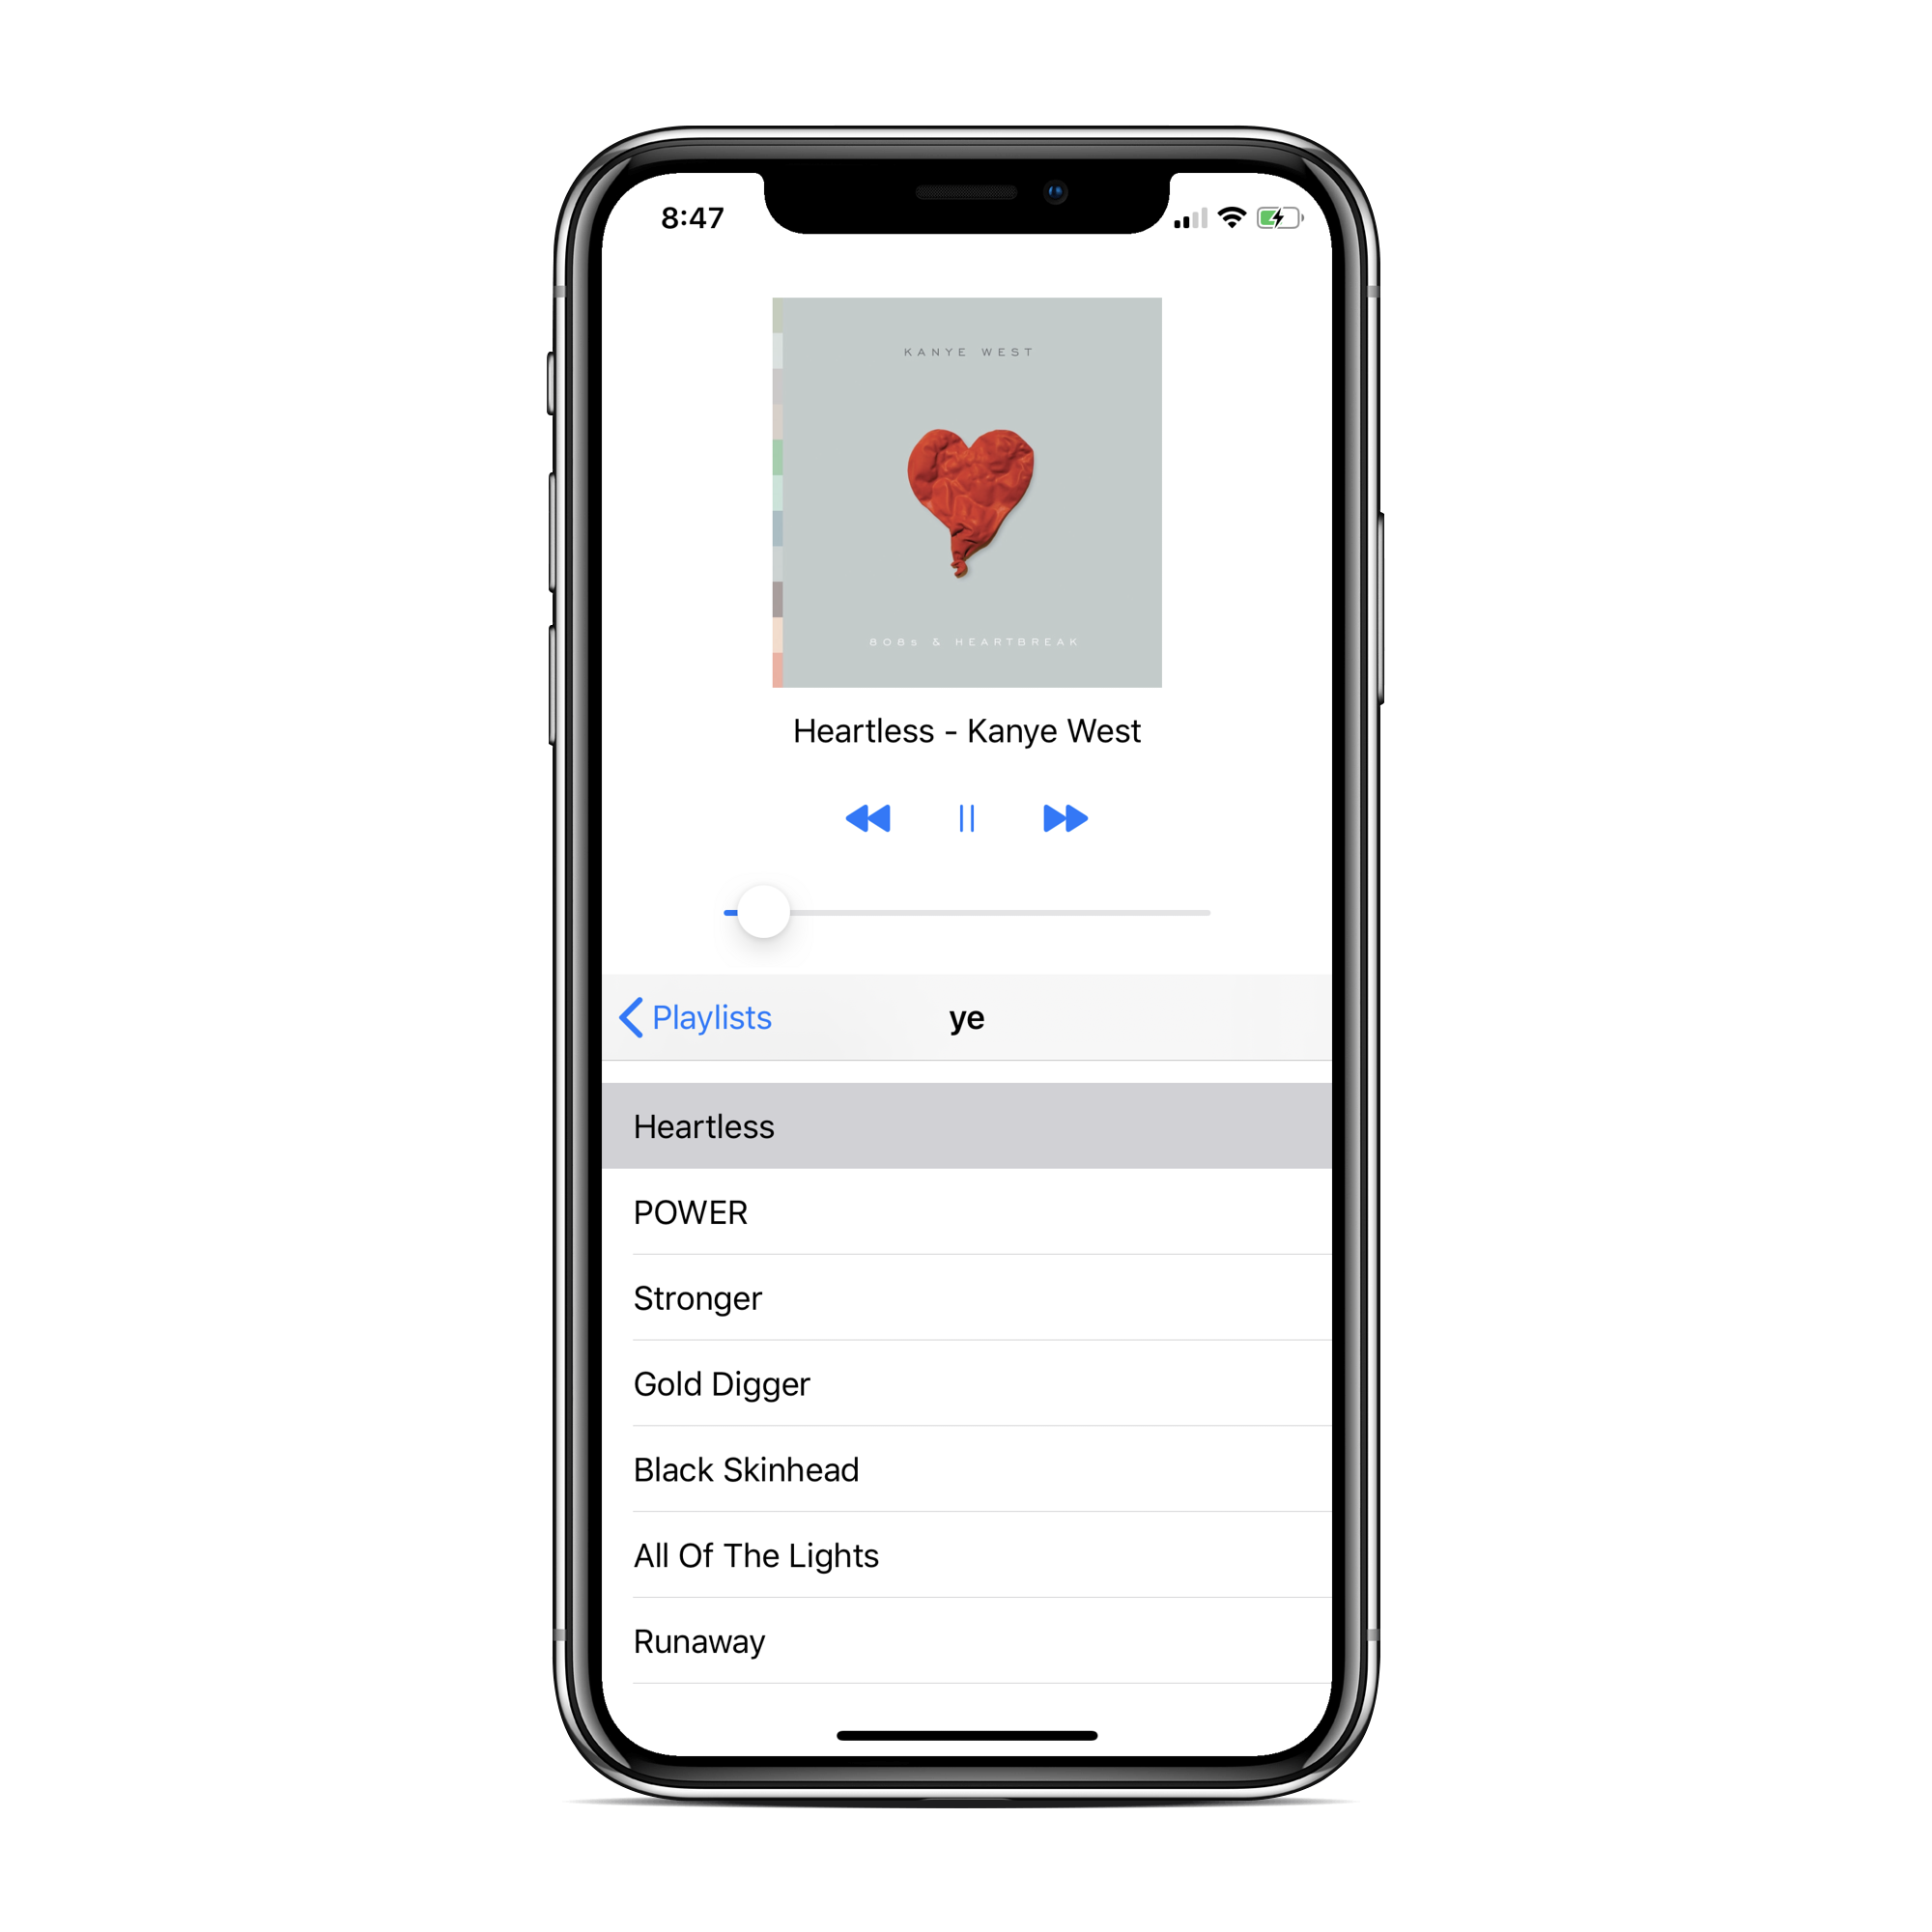 8:47
KANYE WEST
808s & HEARTBREAK
Heartless - Kanye West
Playlists
ye
Heartless
POWER
Stronger
Gold Digger
Black Skinhead
All Of The Lights
Runaway